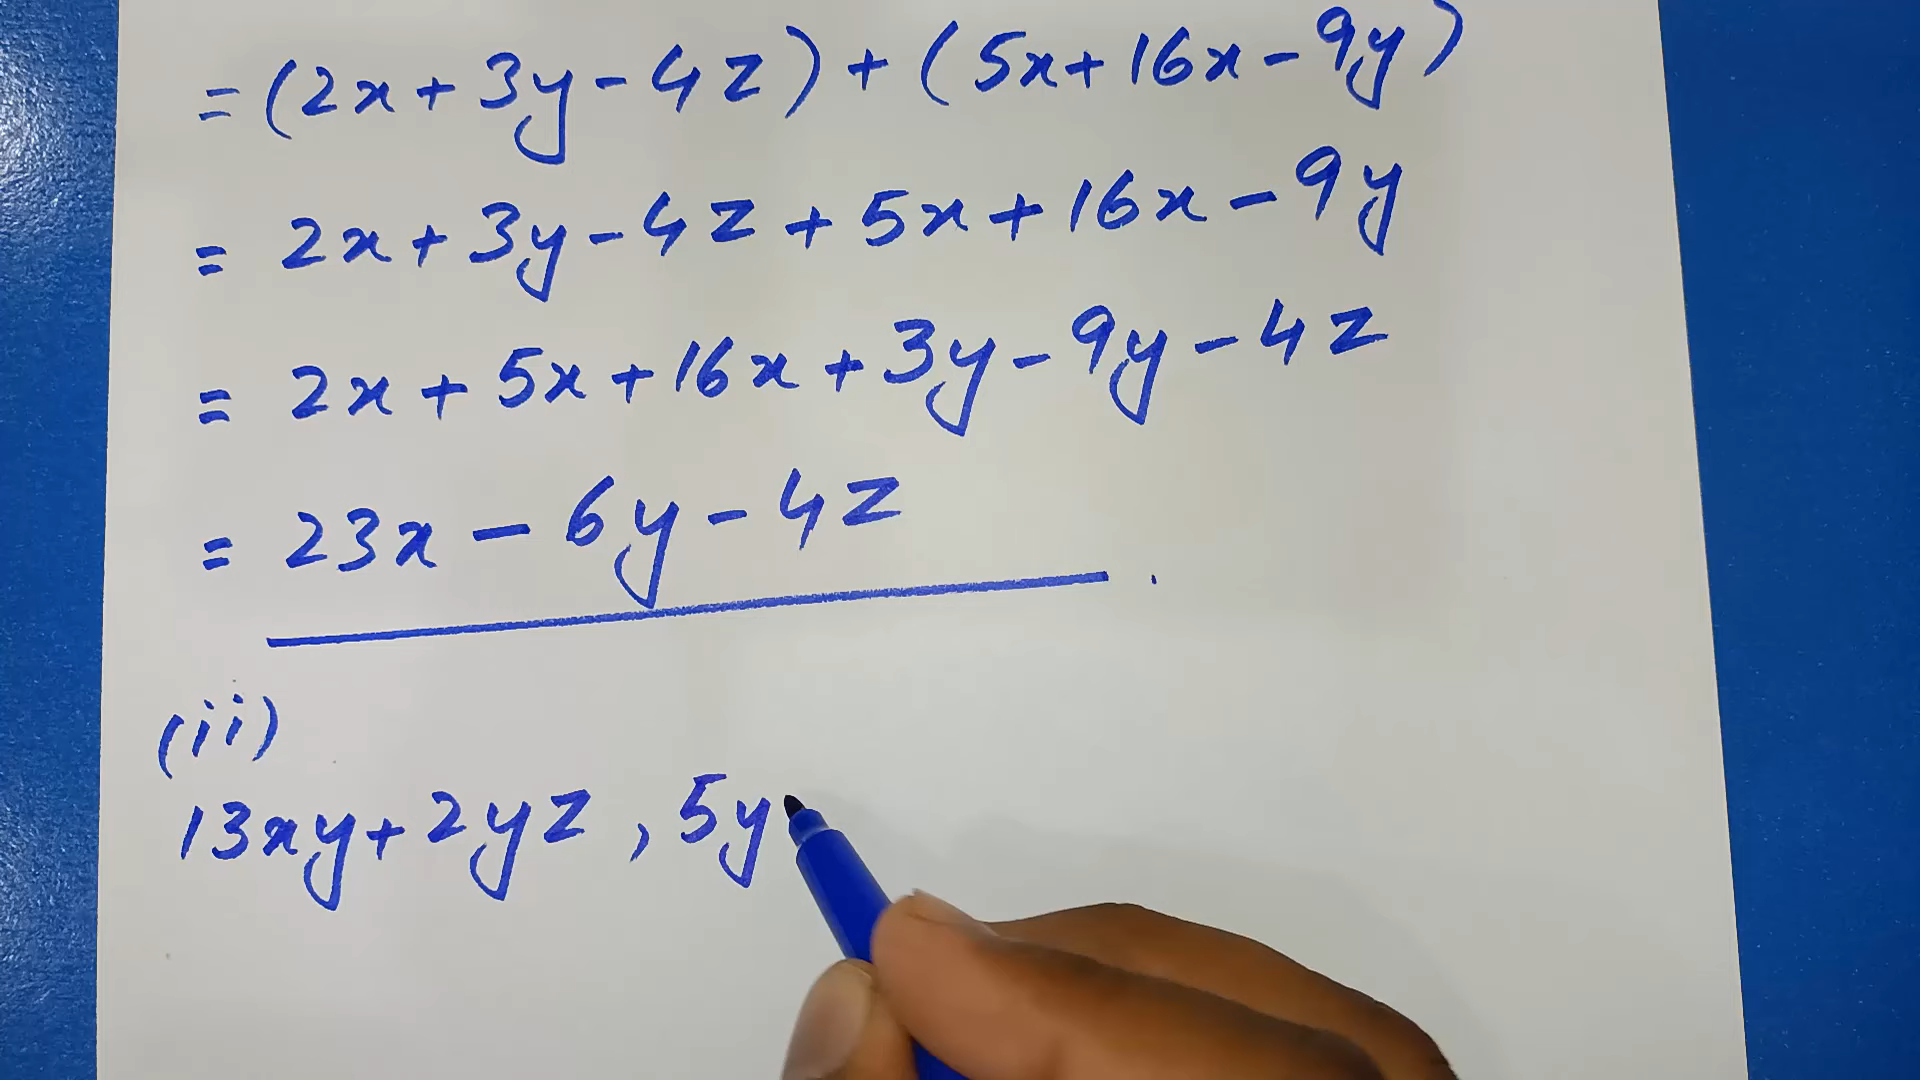 = (2x + 3y - 4z) + (5x + 16x - 9y)
= 2x + 3y - 4z + 5x + 16x - 9y
= 2x + 5x + 16x + 3y - 9y - 4z
= 23x - 6y - 4z
(ii)
13xy + 2yz , 5y